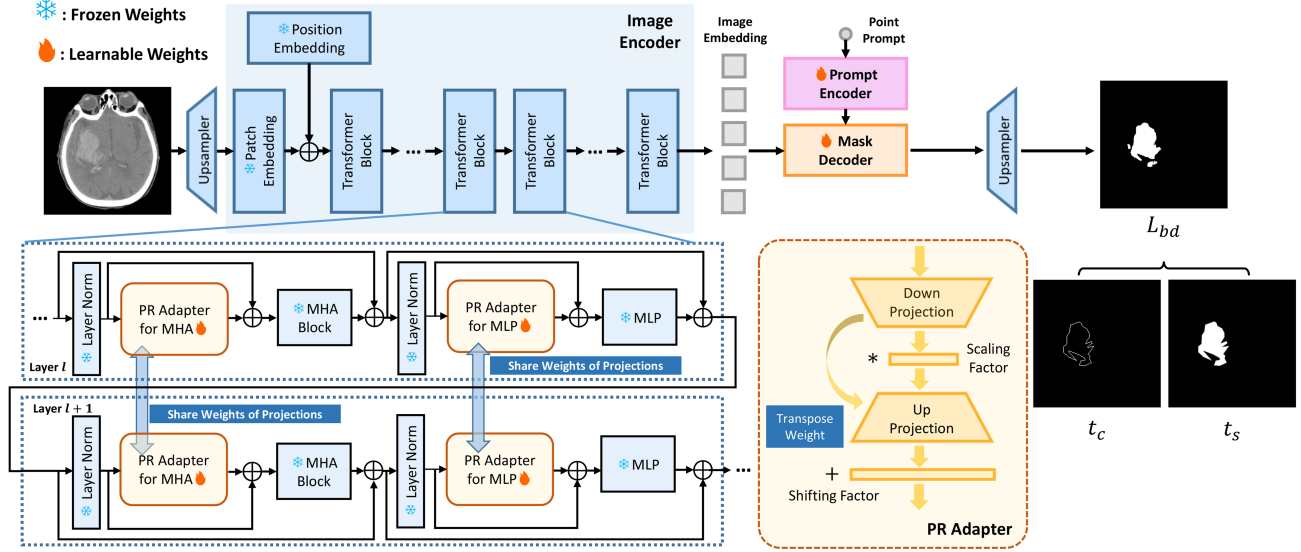 : Frozen Weights
: Learnable Weights
Image
Encoder
Position
Embedding
Upsampler
Patch
Embedding
Transformer
Block
...
Transformer
Block
Transformer
Block
...
Transformer
Block
Image
Embedding
Point
Prompt
Prompt
Encoder
Mask
Decoder
Upsampler
L_bd
t_c
t_s
...
Layer Norm
PR Adapter
for MHA
MHA
Block
Layer Norm
PR Adapter
for MLP
MLP
Layer l
Share Weights of Projections
Share Weights of Projections
Layer l + 1
Layer Norm
PR Adapter
for MHA
MHA
Block
Layer Norm
PR Adapter
for MLP
MLP
...
Down
Projection
*
Scaling
Factor
Transpose
Weight
Up
Projection
+
Shifting Factor
PR Adapter